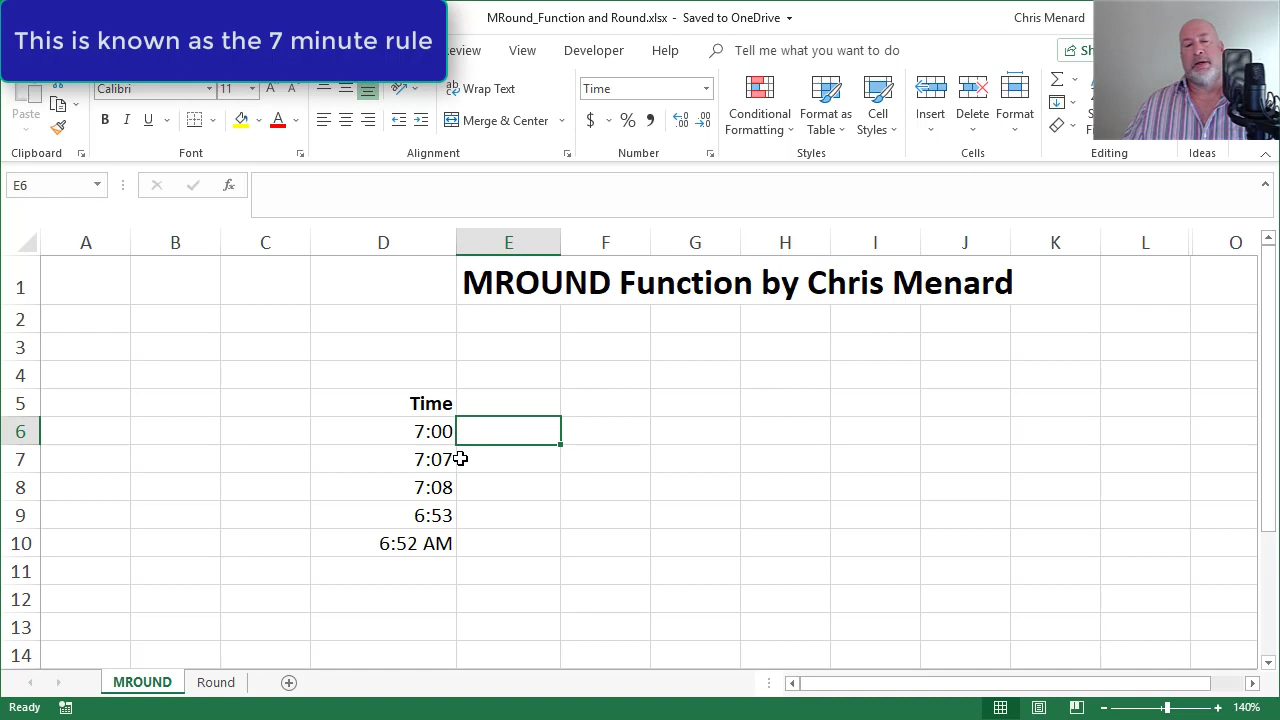 This is known as the 7 minute rule
MRound_Function and Round.xlsx - Saved to OneDrive
Chris Menard
View
Developer
Help
Tell me what you want to do
Paste
Clipboard
Calibri
11
A A
B I U
A
Font
ab Wrap Text
Merge & Center
Alignment
Time
$ % ,
Number
Conditional Formatting
Format as Table
Cell Styles
Styles
Insert
Delete
Format
Cells
Editing
Ideas
E6
fx
A B C D E F G H I J K L O
1 MROUND Function by Chris Menard
2
3
4
5 Time
6 7:00
7 7:07
8 7:08
9 6:53
10 6:52 AM
11
12
13
14
MROUND
Round
Ready
140%